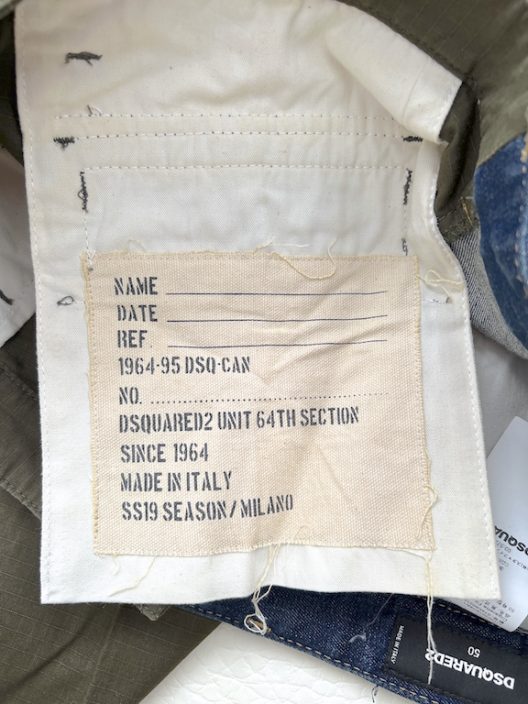 NAME
DATE
REF
1964-95 DSQ-CAN
NO.
DSQUARED2 UNIT 64TH SECTION
SINCE 1964
MADE IN ITALY
SS19 SEASON / MILANO
DSQUARED2
50
MADE IN ITALY